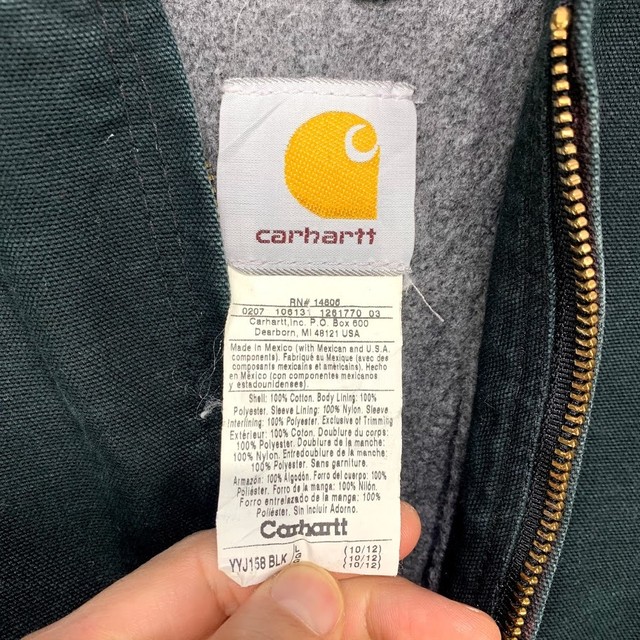 carhartt
RN# 14806
0207 106131 1261770 03
Carhartt,Inc. P.O. Box 600
Dearborn, MI 48121 USA
Made in Mexico (with Mexican and U.S.A.
components). Fabriqué au Mexique (avec des
composants mexicains et américains). Hecho
en México (con componentes mexicanos
y estadounidenses).
Shell: 100% Cotton. Body Lining: 100%
Polyester, Sleeve Lining: 100% Nylon. Sleeve
Interlining: 100% Polyester, Exclusive of Trimming
Extérieur: 100% Coton. Doublure du corps:
100% Polyester, Doublure de la manche:
100% Nylon. Entredoublure de la manche:
100% Polyester, Sans garniture.
Armazón: 100% Algodón. Forro del cuerpo:
100% Poliéster, Forro de la manga: 100% Nilón.
Forro entretelado de la manga: 100%
Poliéster, Sin Incluir Adorno.
Carhartt
YYJ158 BLK L (10/12)
G (10/12)
G (10/12)